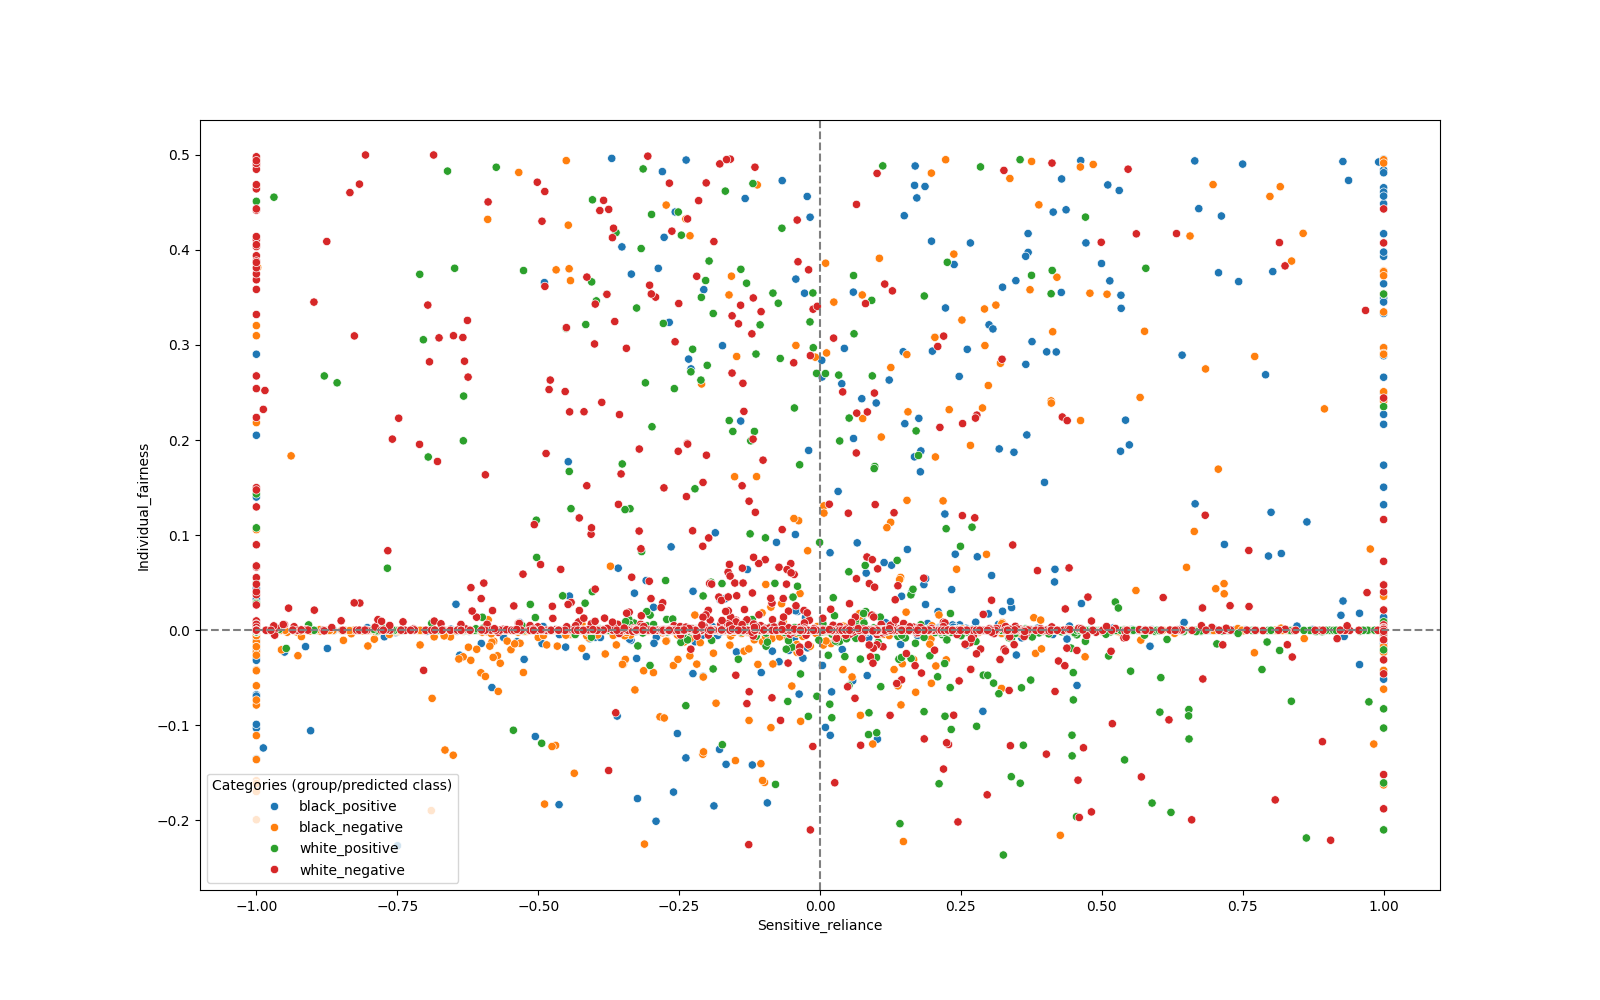 0.5
0.4
0.3
0.2
0.1
0.0
−0.1
−0.2
Individual_fairness
Categories (group/predicted class)
black_positive
black_negative
white_positive
white_negative
−1.00 −0.75 −0.50 −0.25 0.00 0.25 0.50 0.75 1.00
Sensitive_reliance